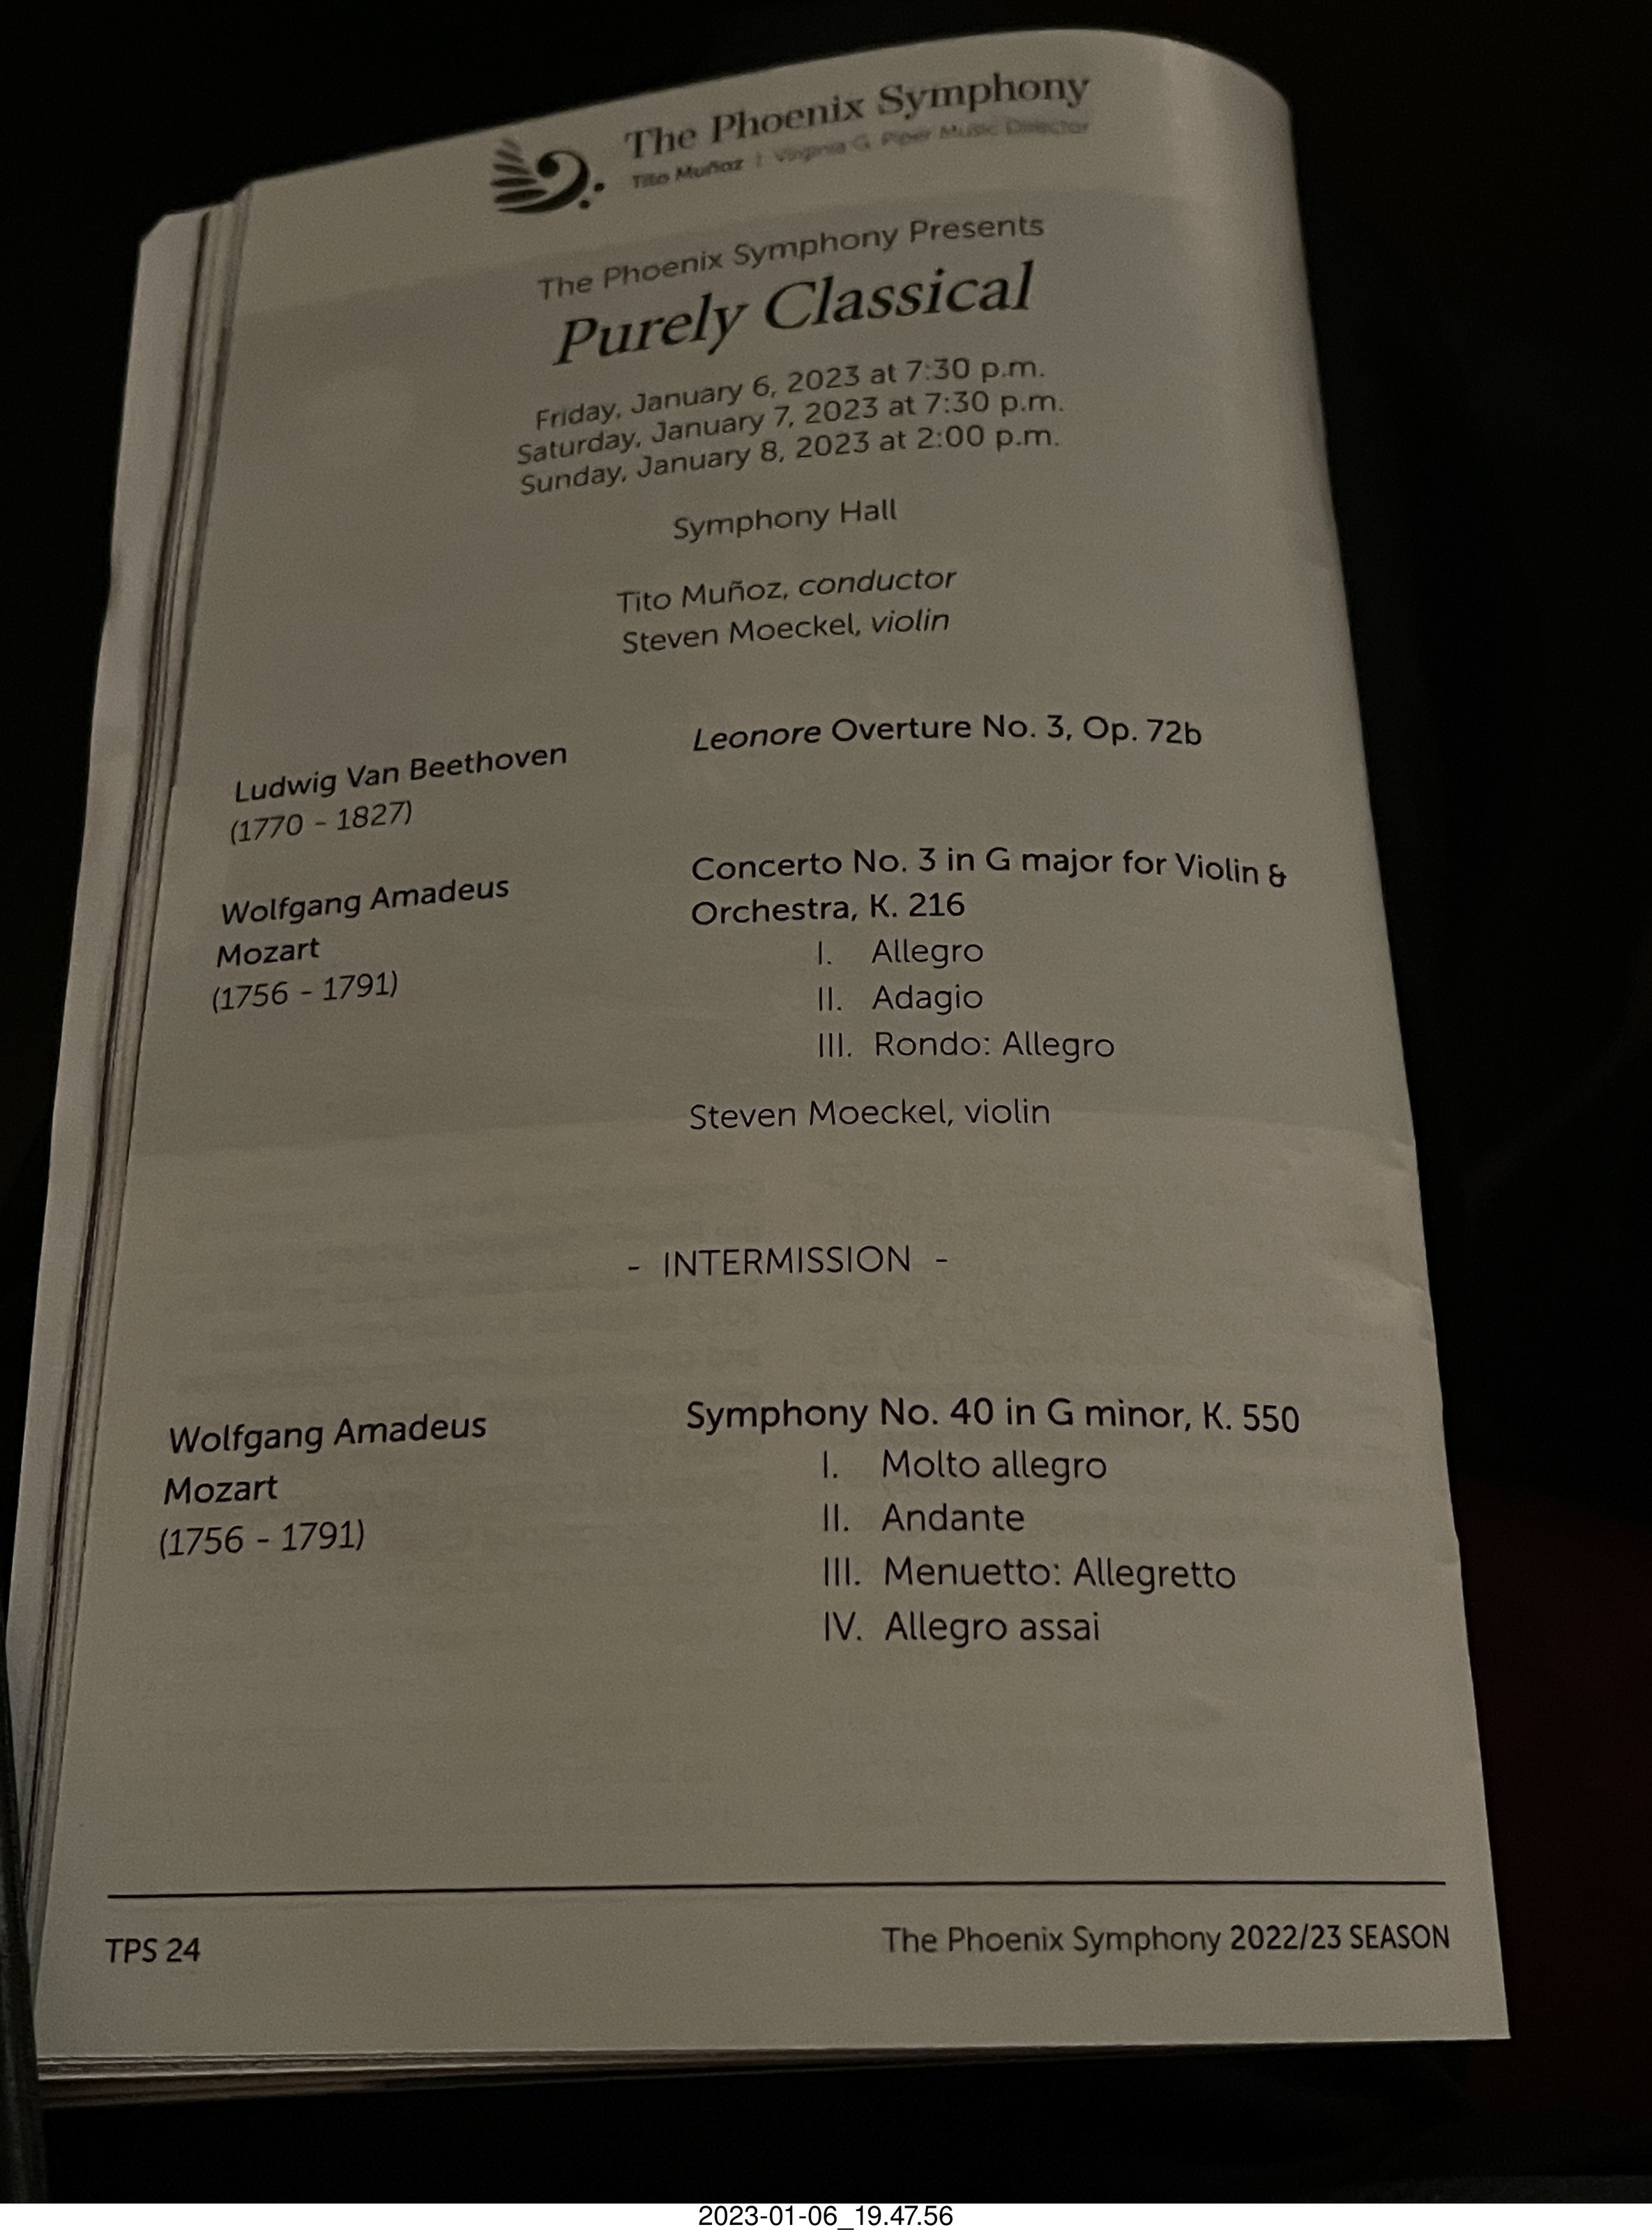 The Phoenix Symphony
Tito Muñoz | Virginia G. Piper Music Director
The Phoenix Symphony Presents
Purely Classical
Friday, January 6, 2023 at 7:30 p.m.
Saturday, January 7, 2023 at 7:30 p.m.
Sunday, January 8, 2023 at 2:00 p.m.
Symphony Hall
Tito Muñoz, conductor
Steven Moeckel, violin
Ludwig Van Beethoven
(1770 - 1827)
Leonore Overture No. 3, Op. 72b
Wolfgang Amadeus
Mozart
(1756 - 1791)
Concerto No. 3 in G major for Violin &
Orchestra, K. 216
I. Allegro
II. Adagio
III. Rondo: Allegro
Steven Moeckel, violin
- INTERMISSION -
Wolfgang Amadeus
Mozart
(1756 - 1791)
Symphony No. 40 in G minor, K. 550
I. Molto allegro
II. Andante
III. Menuetto: Allegretto
IV. Allegro assai
TPS 24
The Phoenix Symphony 2022/23 SEASON
2023-01-06_19.47.56